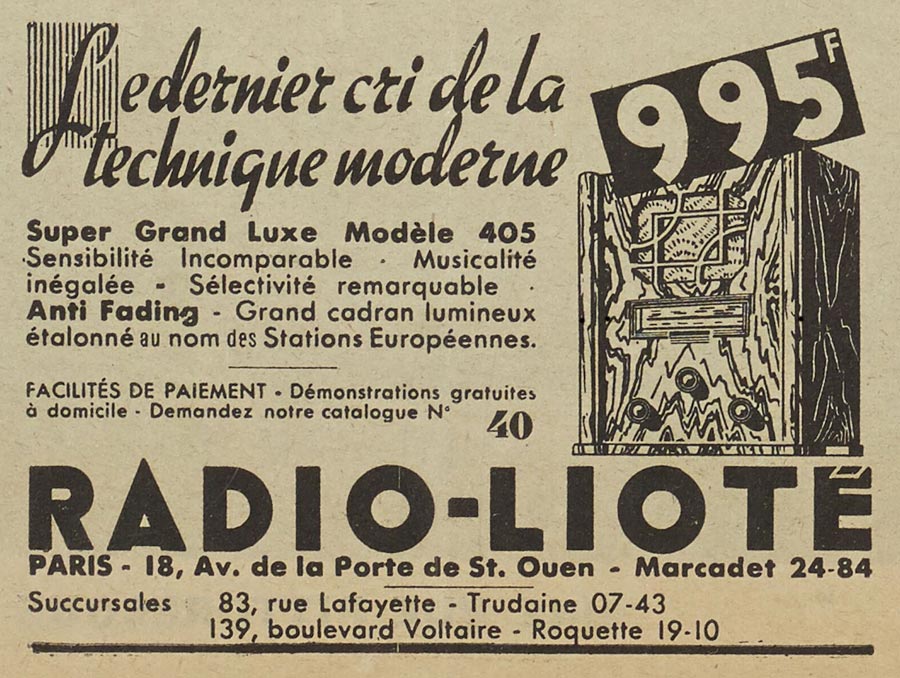 Le dernier cri de la
technique moderne
995F
Super Grand Luxe Modèle 405
Sensibilité Incomparable · Musicalité
inégalée - Sélectivité remarquable ·
Anti Fading - Grand cadran lumineux
étalonné au nom des Stations Européennes.
FACILITÉS DE PAIEMENT - Démonstrations gratuites
à domicile - Demandez notre catalogue N° 40
RADIO-LIOTÉ
PARIS - 18, Av. de la Porte de St. Ouen - Marcadet 24-84
Succursales 83, rue Lafayette - Trudaine 07-43
139, boulevard Voltaire - Roquette 19-10